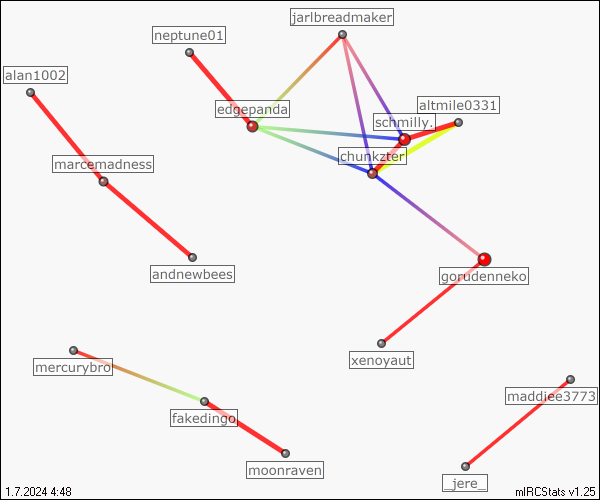 jarlbreadmaker
neptune01
alan1002
edgepanda
altmile0331
schmilly.
chunkzter
marcemadness
andnewbees
gorudenneko
xenoyaut
mercurybro
maddiee3773
fakedingo
moonraven
_jere_
1.7.2024 4:48
mIRCStats v1.25